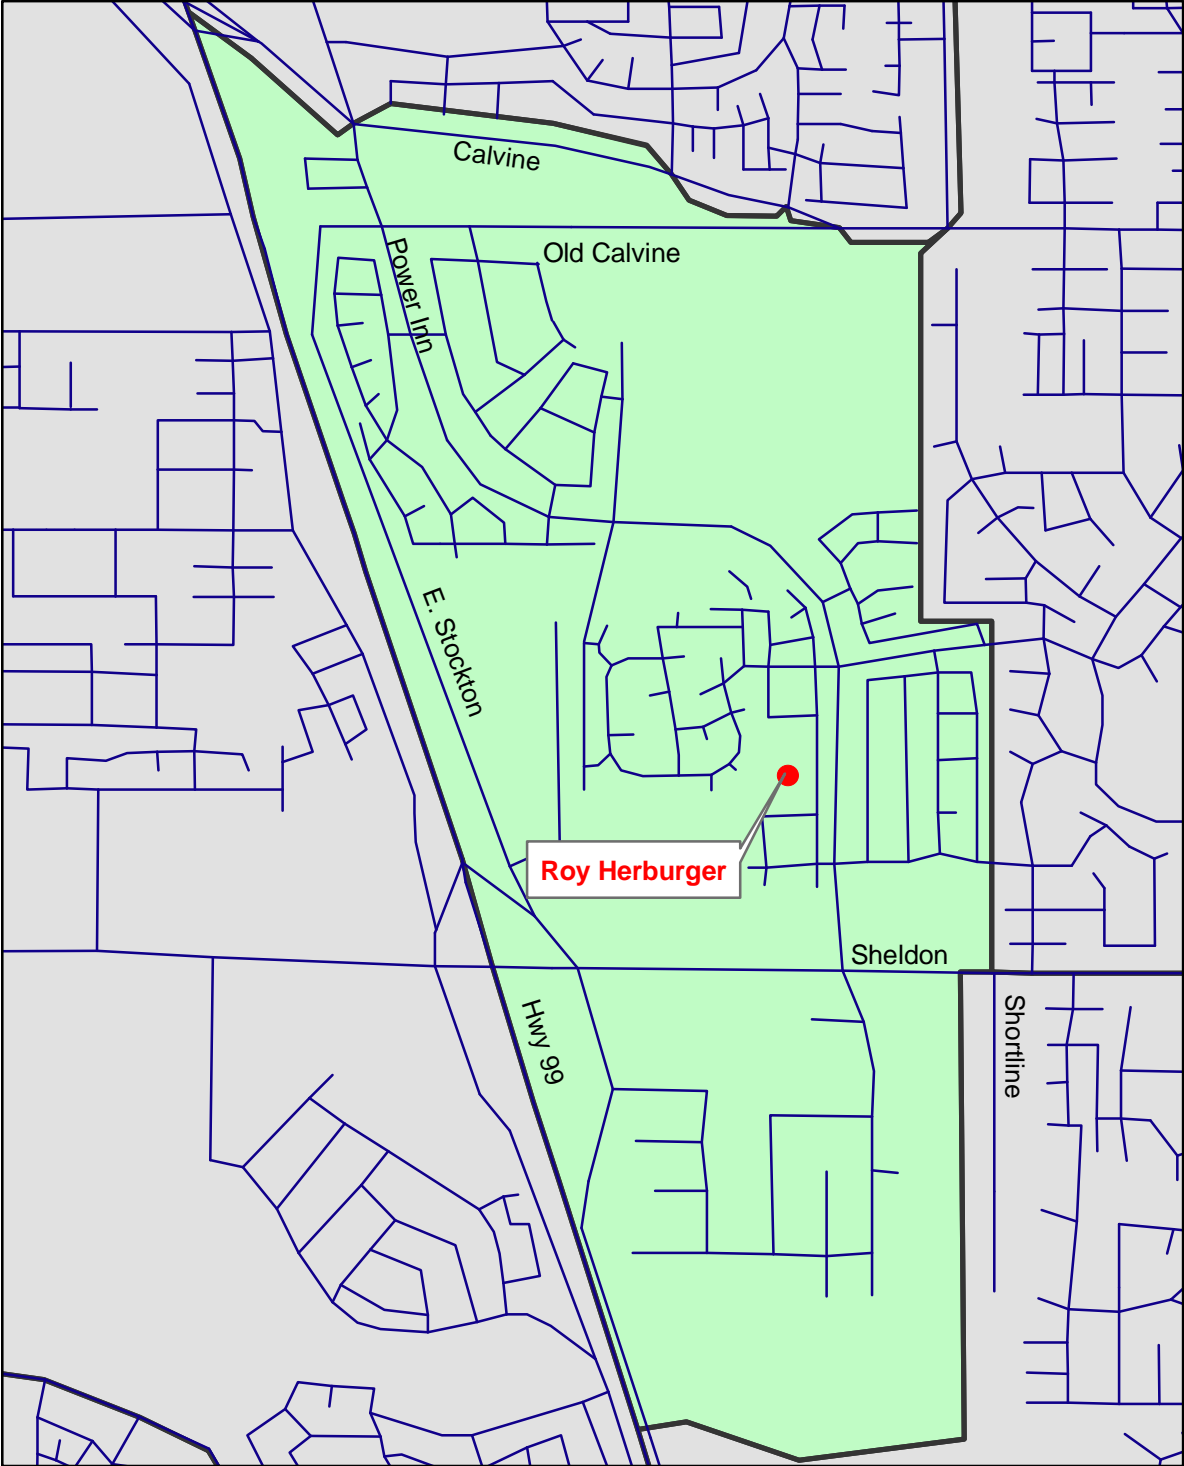 Calvine
Old Calvine
Power Inn
E. Stockton
Roy Herburger
Sheldon
Hwy 99
Shortline